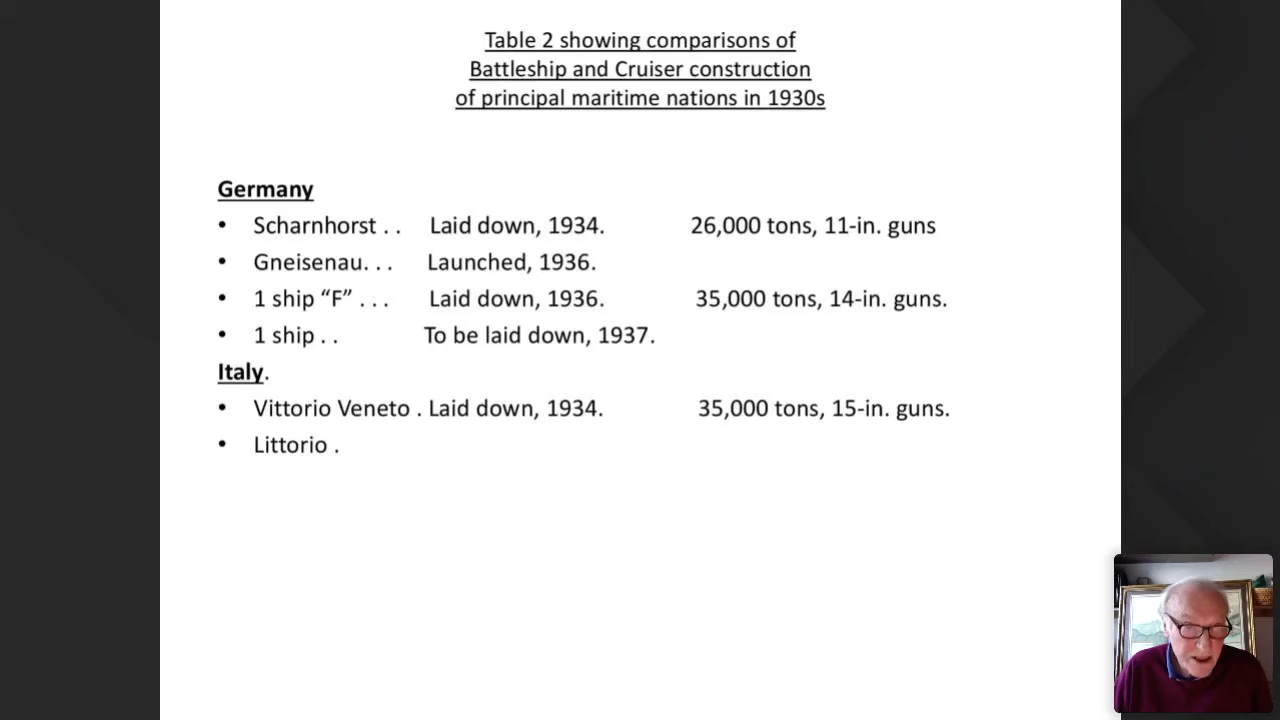 Table 2 showing comparisons of
Battleship and Cruiser construction
of principal maritime nations in 1930s
Germany
• Scharnhorst . . Laid down, 1934. 26,000 tons, 11-in. guns
• Gneisenau. . . Launched, 1936.
• 1 ship “F” . . . Laid down, 1936. 35,000 tons, 14-in. guns.
• 1 ship . . To be laid down, 1937.
Italy.
• Vittorio Veneto . Laid down, 1934. 35,000 tons, 15-in. guns.
• Littorio .